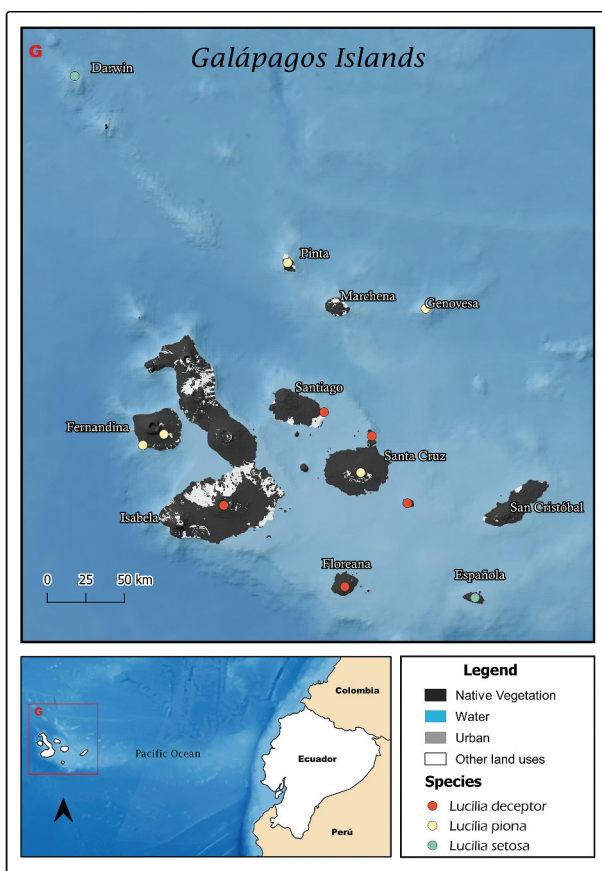 G
Galápagos Islands
Darwin
Pinta
Marchena
Genovesa
Santiago
Fernandina
Santa Cruz
Isabela
San Cristóbal
Floreana
Española
0 25 50 km
G
Colombia
Pacific Ocean
Ecuador
Perú
Legend
Native Vegetation
Water
Urban
Other land uses
Species
Lucilia deceptor
Lucilia piona
Lucilia setosa